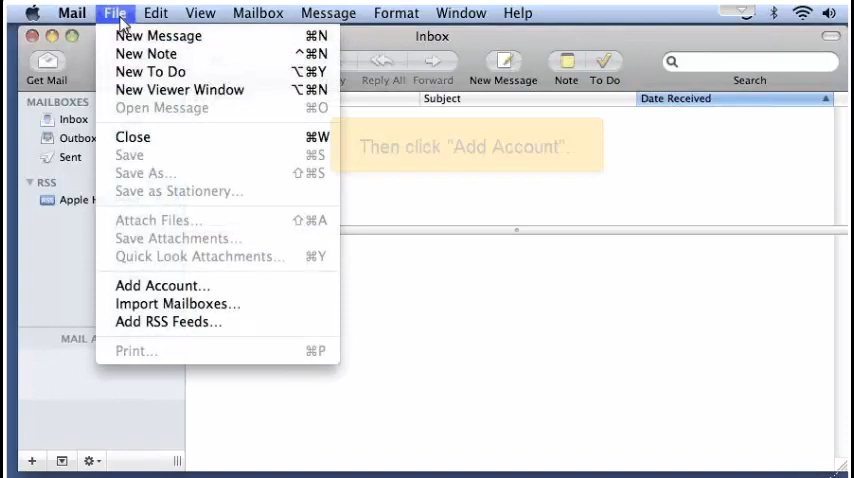 Mail File Edit View Mailbox Message Format Window Help
Inbox
Get Mail
Reply All Forward New Message Note To Do Search
MAILBOXES
Inbox
Outbox
Sent
RSS
Apple
MAIL
New Message ⌘N
New Note ^⌘N
New To Do ⌥⌘Y
New Viewer Window ⌥⌘N
Open Message ⌘O
Close ⌘W
Save ⌘S
Save As... ⇧⌘S
Save as Stationery...
Attach Files... ⇧⌘A
Save Attachments...
Quick Look Attachments... ⌘Y
Add Account...
Import Mailboxes...
Add RSS Feeds...
Print... ⌘P
Subject Date Received
Then click "Add Account".